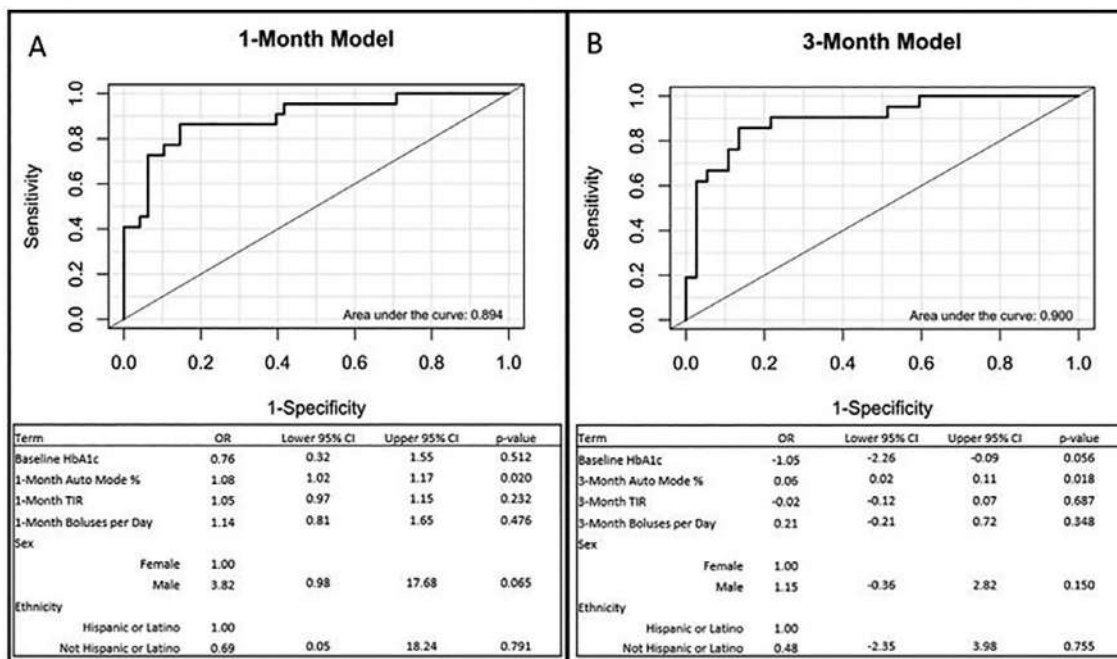 A
1-Month Model
Sensitivity
1.0
0.8
0.6
0.4
0.2
0.0
Area under the curve: 0.894
0.0 0.2 0.4 0.6 0.8 1.0
1-Specificity
Term OR Lower 95% CI Upper 95% CI p-value
Baseline HbA1c 0.76 0.32 1.55 0.512
1-Month Auto Mode % 1.08 1.02 1.17 0.020
1-Month TIR 1.05 0.97 1.15 0.232
1-Month Boluses per Day 1.14 0.81 1.65 0.476
Sex
Female 1.00
Male 3.82 0.98 17.68 0.065
Ethnicity
Hispanic or Latino 1.00
Not Hispanic or Latino 0.69 0.05 18.24 0.791
B
3-Month Model
Sensitivity
1.0
0.8
0.6
0.4
0.2
0.0
Area under the curve: 0.900
0.0 0.2 0.4 0.6 0.8 1.0
1-Specificity
Term OR Lower 95% CI Upper 95% CI p-value
Baseline HbA1c -1.05 -2.26 -0.09 0.056
3-Month Auto Mode % 0.06 0.02 0.11 0.018
3-Month TIR -0.02 -0.12 0.07 0.687
3-Month Boluses per Day 0.21 -0.21 0.72 0.348
Sex
Female 1.00
Male 1.15 -0.36 2.82 0.150
Ethnicity
Hispanic or Latino 1.00
Not Hispanic or Latino 0.48 -2.35 3.98 0.755